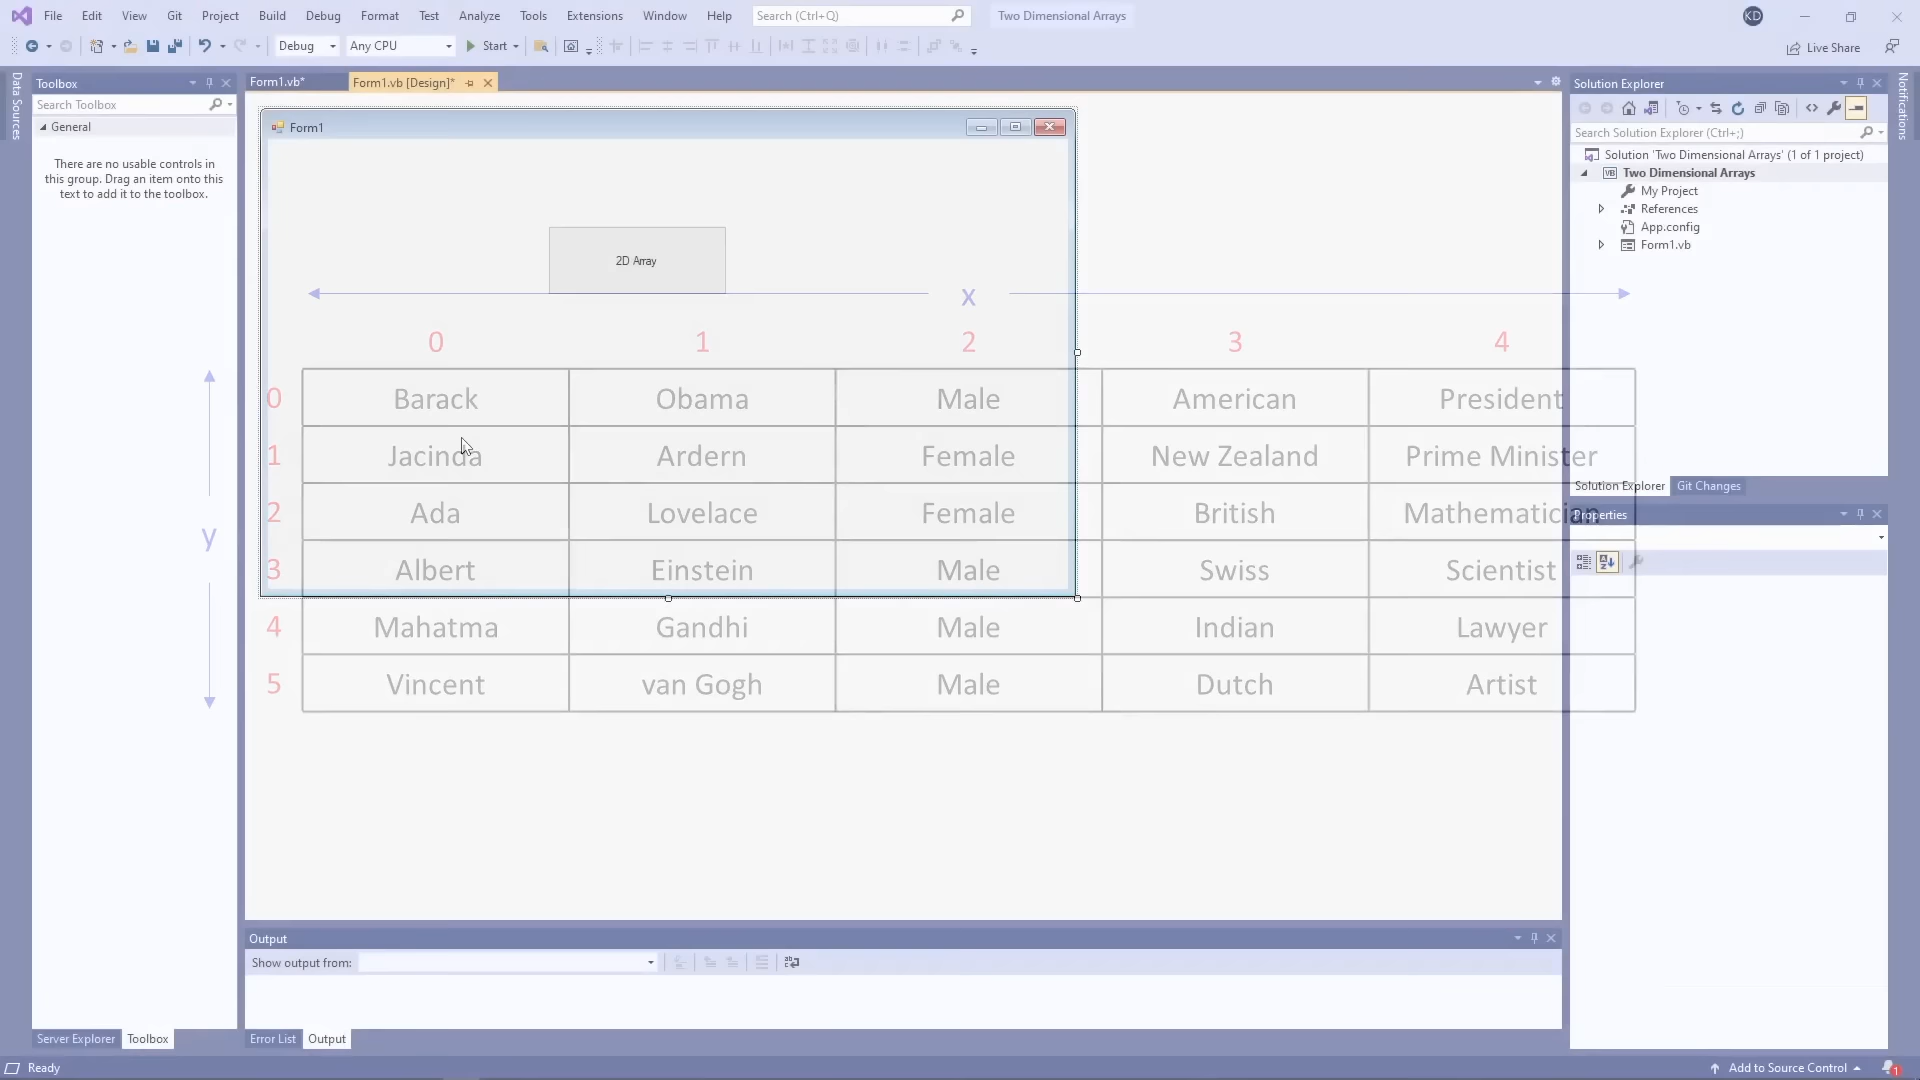 File Edit View Git Project Build Debug Format Test Analyze Tools Extensions Window Help Search (Ctrl+Q) Two Dimensional Arrays KD
Debug Any CPU Start Live Share
Data Sources
Toolbox
Search Toolbox
General
There are no usable controls in
this group. Drag an item onto this
text to add it to the toolbox.
Server Explorer Toolbox
Form1.vb* Form1.vb [Design]*
Form1
2D Array
x
0 1 2 3 4
y
0 Barack Obama Male American President
1 Jacinda Ardern Female New Zealand Prime Minister
2 Ada Lovelace Female British Mathematician
3 Albert Einstein Male Swiss Scientist
4 Mahatma Gandhi Male Indian Lawyer
5 Vincent van Gogh Male Dutch Artist
Output
Show output from:
Error List Output
Solution Explorer
Search Solution Explorer (Ctrl+;)
Solution 'Two Dimensional Arrays' (1 of 1 project)
VB Two Dimensional Arrays
My Project
References
App.config
Form1.vb
Solution Explorer Git Changes
Properties
Notifications
Ready Add to Source Control 1